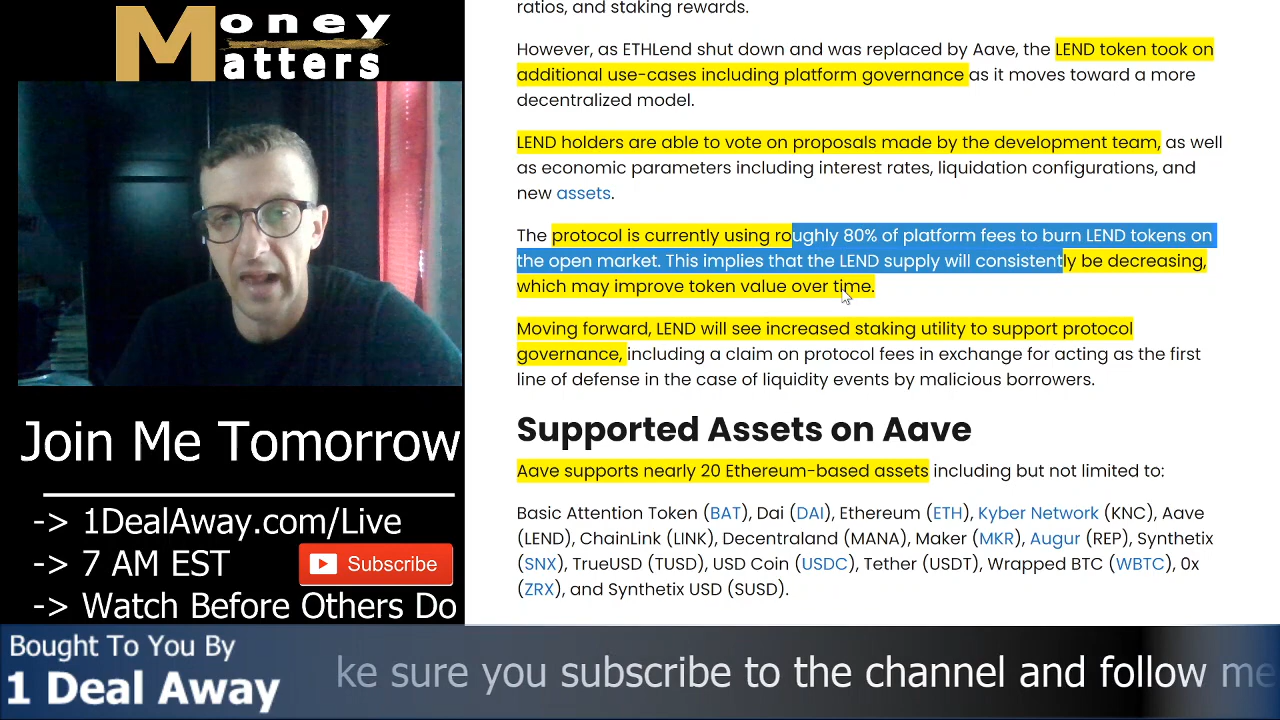 Money
Matters
Join Me Tomorrow
-> 1DealAway.com/Live
-> 7 AM EST
Subscribe
-> Watch Before Others Do
ratios, and staking rewards.
However, as ETHLend shut down and was replaced by Aave, the LEND token took on
additional use-cases including platform governance as it moves toward a more
decentralized model.
LEND holders are able to vote on proposals made by the development team, as well
as economic parameters including interest rates, liquidation configurations, and
new assets.
The protocol is currently using roughly 80% of platform fees to burn LEND tokens on
the open market. This implies that the LEND supply will consistently be decreasing,
which may improve token value over time.
Moving forward, LEND will see increased staking utility to support protocol
governance, including a claim on protocol fees in exchange for acting as the first
line of defense in the case of liquidity events by malicious borrowers.
Supported Assets on Aave
Aave supports nearly 20 Ethereum-based assets including but not limited to:
Basic Attention Token (BAT), Dai (DAI), Ethereum (ETH), Kyber Network (KNC), Aave
(LEND), ChainLink (LINK), Decentraland (MANA), Maker (MKR), Augur (REP), Synthetix
(SNX), TrueUSD (TUSD), USD Coin (USDC), Tether (USDT), Wrapped BTC (WBTC), 0x
(ZRX), and Synthetix USD (SUSD).
Bought To You By
1 Deal Away
ke sure you subscribe to the channel and follow me